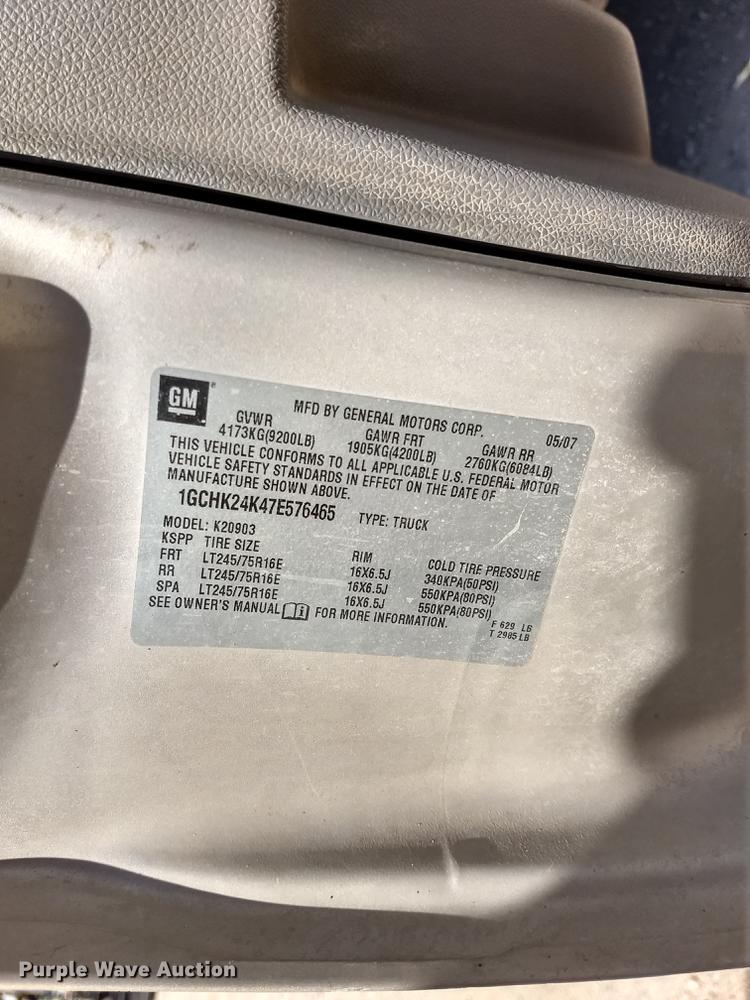 GM
MFD BY GENERAL MOTORS CORP. 05/07
GVWR GAWR FRT GAWR RR
4173KG(9200LB) 1905KG(4200LB) 2760KG(6084LB)
THIS VEHICLE CONFORMS TO ALL APPLICABLE U.S. FEDERAL MOTOR
VEHICLE SAFETY STANDARDS IN EFFECT ON THE DATE OF
MANUFACTURE SHOWN ABOVE.
1GCHK24K47E576465 TYPE: TRUCK
MODEL: K20903
KSPP TIRE SIZE RIM COLD TIRE PRESSURE
FRT LT245/75R16E 16X6.5J 340KPA(50PSI)
RR LT245/75R16E 16X6.5J 550KPA(80PSI)
SPA LT245/75R16E 16X6.5J 550KPA(80PSI)
SEE OWNER'S MANUAL FOR MORE INFORMATION.
F 629 LB
T 2985 LB
Purple Wave Auction